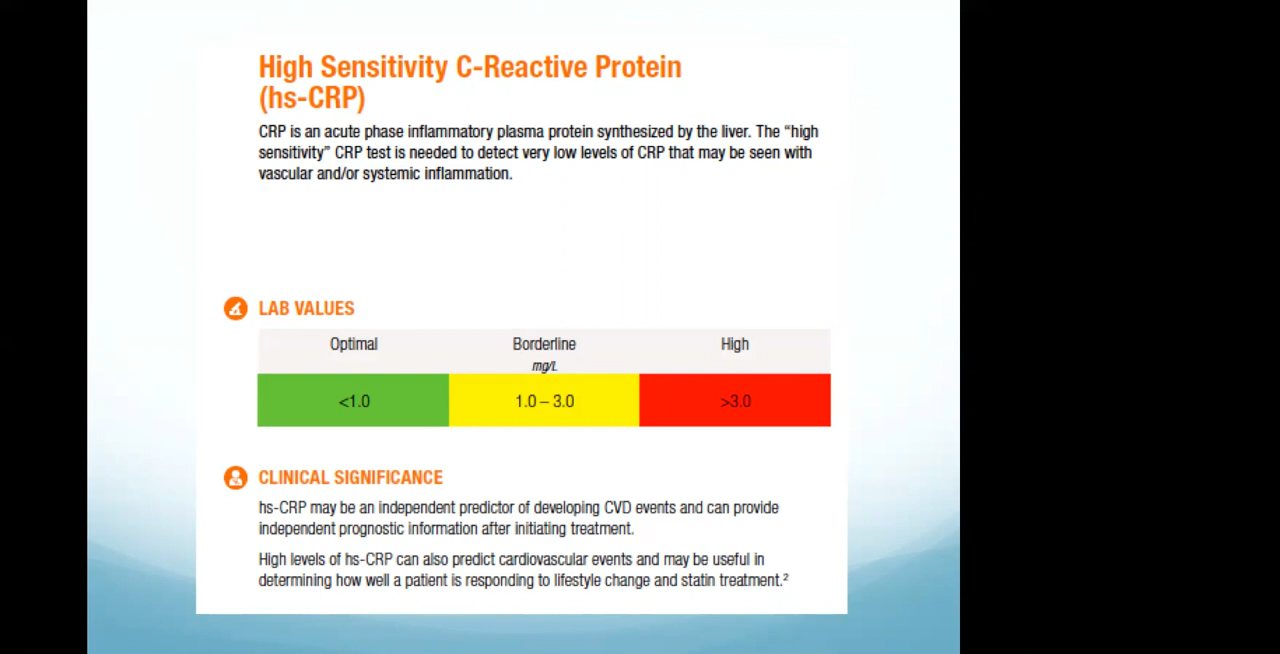 High Sensitivity C-Reactive Protein
(hs-CRP)
CRP is an acute phase inflammatory plasma protein synthesized by the liver. The “high
sensitivity” CRP test is needed to detect very low levels of CRP that may be seen with
vascular and/or systemic inflammation.
LAB VALUES
Optimal Borderline High
mg/L
<1.0 1.0 – 3.0 >3.0
CLINICAL SIGNIFICANCE
hs-CRP may be an independent predictor of developing CVD events and can provide
independent prognostic information after initiating treatment.
High levels of hs-CRP can also predict cardiovascular events and may be useful in
determining how well a patient is responding to lifestyle change and statin treatment.²